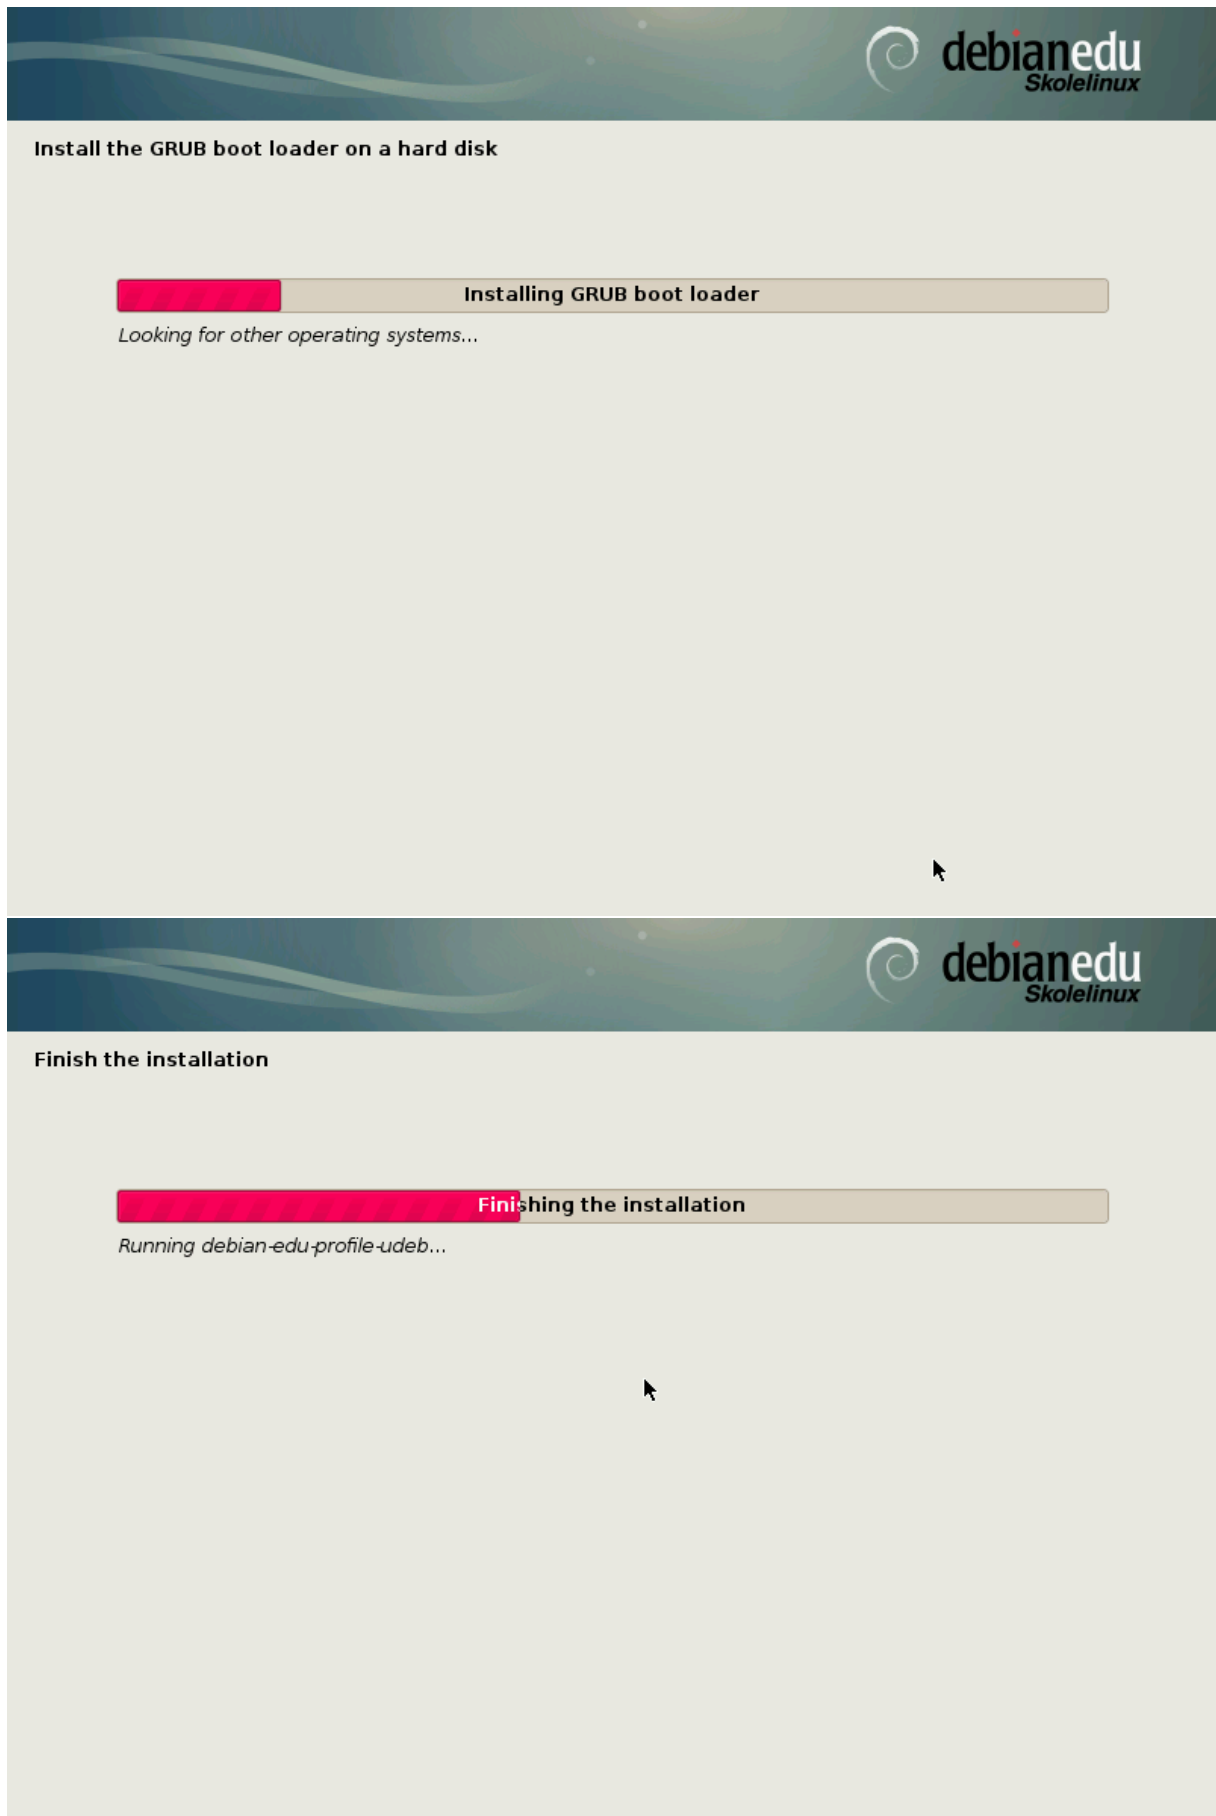 debianedu
Skolelinux
Install the GRUB boot loader on a hard disk
Installing GRUB boot loader
Looking for other operating systems...
debianedu
Skolelinux
Finish the installation
Finishing the installation
Running debian-edu-profile-udeb...